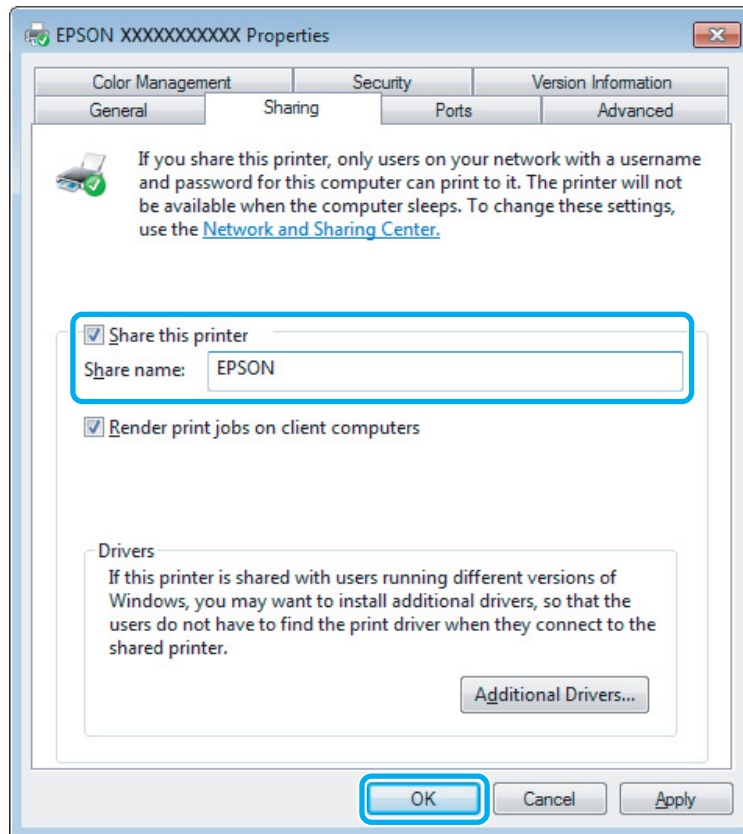 EPSON XXXXXXXXXXX Properties
Color Management Security Version Information
General Sharing Ports Advanced
If you share this printer, only users on your network with a username
and password for this computer can print to it. The printer will not
be available when the computer sleeps. To change these settings,
use the Network and Sharing Center.
Share this printer
Share name: EPSON
Render print jobs on client computers
Drivers
If this printer is shared with users running different versions of
Windows, you may want to install additional drivers, so that the
users do not have to find the print driver when they connect to the
shared printer.
Additional Drivers...
OK Cancel Apply